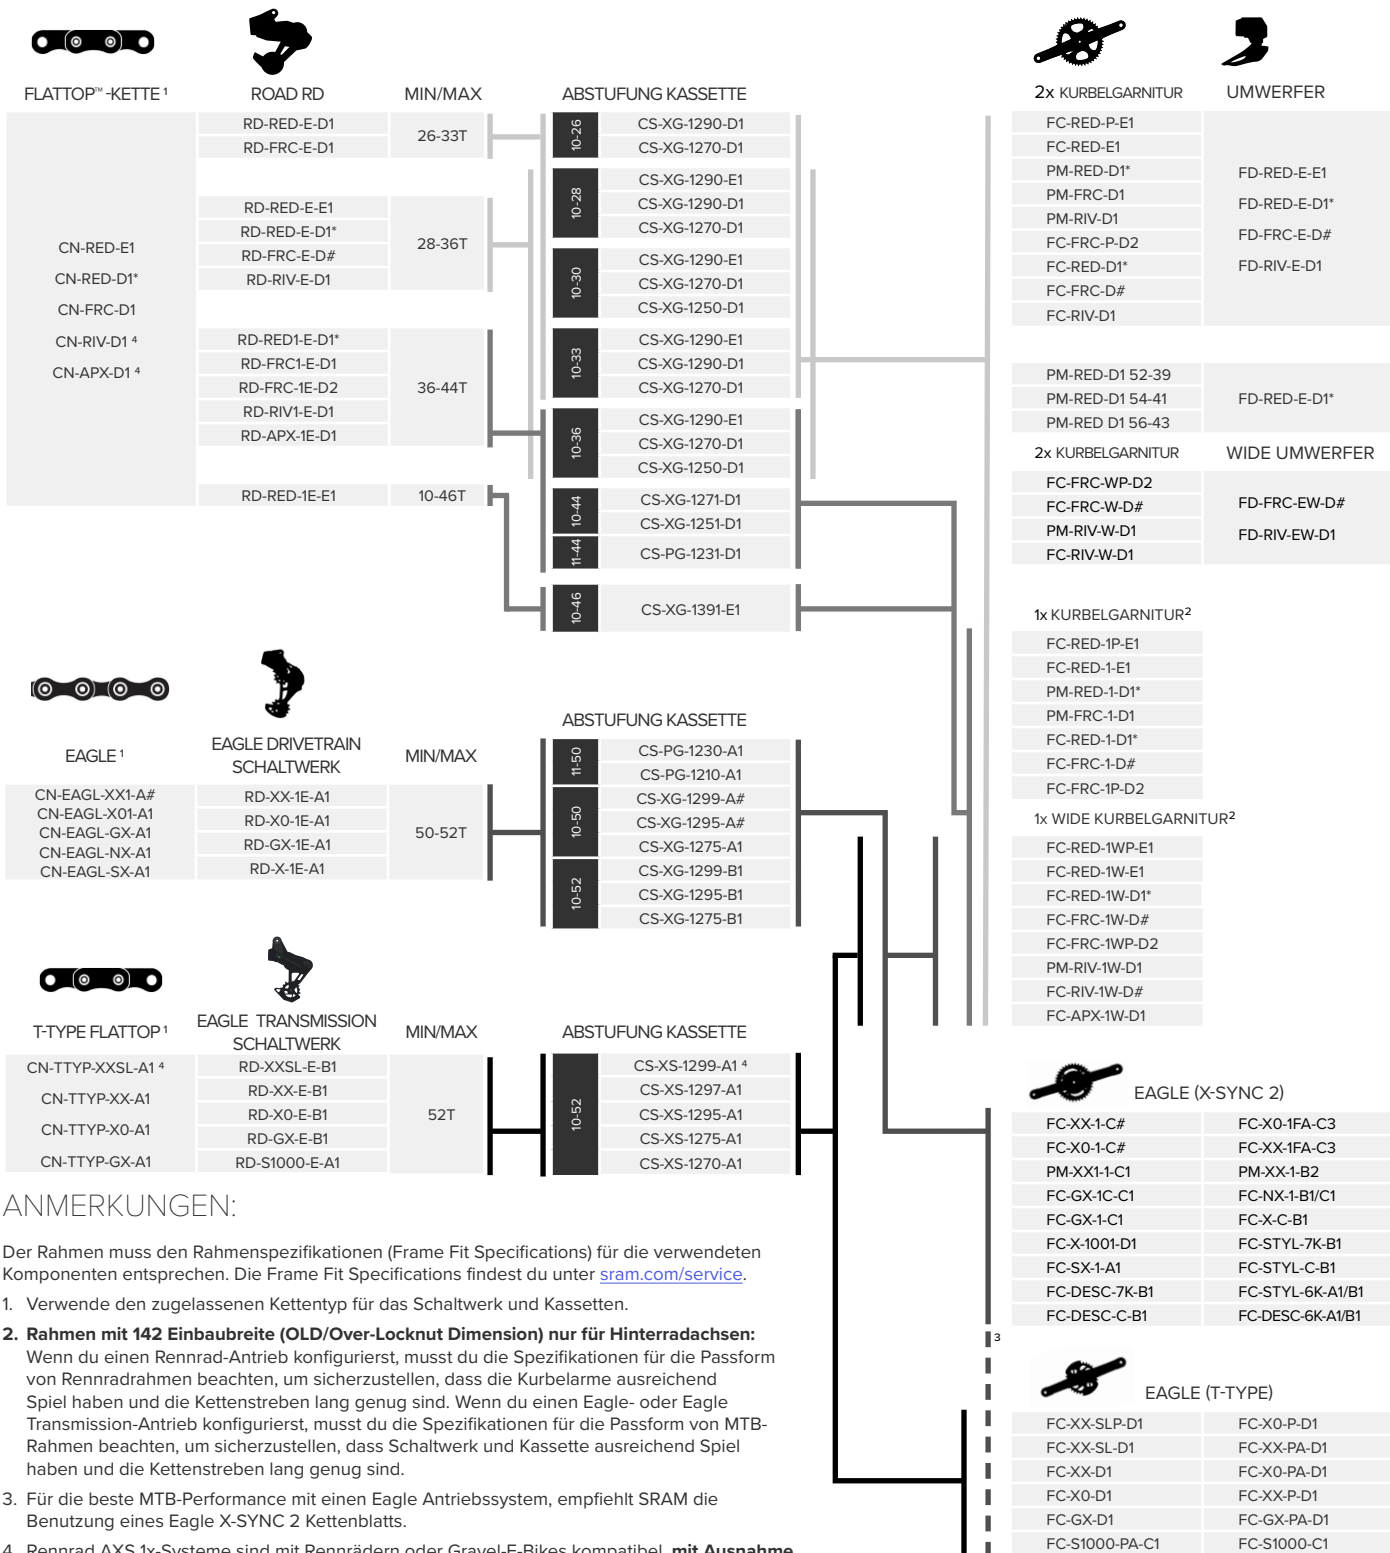 FLATTOP™ -KETTE ¹
ROAD RD
MIN/MAX
ABSTUFUNG KASSETTE
CN-RED-E1
CN-RED-D1*
CN-FRC-D1
CN-RIV-D1 ⁴
CN-APX-D1 ⁴
RD-RED-E-D1
RD-FRC-E-D1
26-33T
RD-RED-E-E1
RD-RED-E-D1*
RD-FRC-E-D#
RD-RIV-E-D1
28-36T
RD-RED1-E-D1*
RD-FRC1-E-D1
RD-FRC-1E-D2
RD-RIV1-E-D1
RD-APX-1E-D1
36-44T
RD-RED-1E-E1
10-46T
10-26
CS-XG-1290-D1
CS-XG-1270-D1
10-28
CS-XG-1290-E1
CS-XG-1290-D1
CS-XG-1270-D1
10-30
CS-XG-1290-E1
CS-XG-1270-D1
CS-XG-1250-D1
10-33
CS-XG-1290-E1
CS-XG-1290-D1
CS-XG-1270-D1
10-36
CS-XG-1290-E1
CS-XG-1270-D1
CS-XG-1250-D1
10-44
CS-XG-1271-D1
CS-XG-1251-D1
11-44
CS-PG-1231-D1
10-46
CS-XG-1391-E1
2x KURBELGARNITUR
UMWERFER
FC-RED-P-E1
FC-RED-E1
PM-RED-D1*
PM-FRC-D1
PM-RIV-D1
FC-FRC-P-D2
FC-RED-D1*
FC-FRC-D#
FC-RIV-D1
FD-RED-E-E1
FD-RED-E-D1*
FD-FRC-E-D#
FD-RIV-E-D1
PM-RED-D1 52-39
PM-RED-D1 54-41
PM-RED D1 56-43
FD-RED-E-D1*
2x KURBELGARNITUR
WIDE UMWERFER
FC-FRC-WP-D2
FC-FRC-W-D#
PM-RIV-W-D1
FC-RIV-W-D1
FD-FRC-EW-D#
FD-RIV-EW-D1
1x KURBELGARNITUR²
FC-RED-1P-E1
FC-RED-1-E1
PM-RED-1-D1*
PM-FRC-1-D1
FC-RED-1-D1*
FC-FRC-1-D#
FC-FRC-1P-D2
1x WIDE KURBELGARNITUR²
FC-RED-1WP-E1
FC-RED-1W-E1
FC-RED-1W-D1*
FC-FRC-1W-D#
FC-FRC-1WP-D2
PM-RIV-1W-D1
FC-RIV-1W-D#
FC-APX-1W-D1
EAGLE ¹
EAGLE DRIVETRAIN
SCHALTWERK
MIN/MAX
ABSTUFUNG KASSETTE
CN-EAGL-XX1-A#
CN-EAGL-X01-A1
CN-EAGL-GX-A1
CN-EAGL-NX-A1
CN-EAGL-SX-A1
RD-XX-1E-A1
RD-X0-1E-A1
RD-GX-1E-A1
RD-X-1E-A1
50-52T
11-50
CS-PG-1230-A1
CS-PG-1210-A1
10-50
CS-XG-1299-A#
CS-XG-1295-A#
CS-XG-1275-A1
10-52
CS-XG-1299-B1
CS-XG-1295-B1
CS-XG-1275-B1
T-TYPE FLATTOP ¹
EAGLE TRANSMISSION
SCHALTWERK
MIN/MAX
ABSTUFUNG KASSETTE
CN-TTYP-XXSL-A1 ⁴
CN-TTYP-XX-A1
CN-TTYP-X0-A1
CN-TTYP-GX-A1
RD-XXSL-E-B1
RD-XX-E-B1
RD-X0-E-B1
RD-GX-E-B1
RD-S1000-E-A1
52T
10-52
CS-XS-1299-A1 ⁴
CS-XS-1297-A1
CS-XS-1295-A1
CS-XS-1275-A1
CS-XS-1270-A1
EAGLE (X-SYNC 2)
FC-XX-1-C#
FC-X0-1FA-C3
FC-X0-1-C#
FC-XX-1FA-C3
PM-XX1-1-C1
PM-XX-1-B2
FC-GX-1C-C1
FC-NX-1-B1/C1
FC-GX-1-C1
FC-X-C-B1
FC-X-1001-D1
FC-STYL-7K-B1
FC-SX-1-A1
FC-STYL-C-B1
FC-DESC-7K-B1
FC-STYL-6K-A1/B1
FC-DESC-C-B1
FC-DESC-6K-A1/B1
3
EAGLE (T-TYPE)
FC-XX-SLP-D1
FC-X0-P-D1
FC-XX-SL-D1
FC-XX-PA-D1
FC-XX-D1
FC-X0-PA-D1
FC-X0-D1
FC-XX-P-D1
FC-GX-D1
FC-GX-PA-D1
FC-S1000-PA-C1
FC-S1000-C1
ANMERKUNGEN:
Der Rahmen muss den Rahmenspezifikationen (Frame Fit Specifications) für die verwendeten
Komponenten entsprechen. Die Frame Fit Specifications findest du unter sram.com/service.
1. Verwende den zugelassenen Kettentyp für das Schaltwerk und Kassetten.
2. Rahmen mit 142 Einbaubreite (OLD/Over-Locknut Dimension) nur für Hinterradachsen:
Wenn du einen Rennrad-Antrieb konfigurierst, musst du die Spezifikationen für die Passform
von Rennradrahmen beachten, um sicherzustellen, dass die Kurbelarme ausreichend
Spiel haben und die Kettenstreben lang genug sind. Wenn du einen Eagle- oder Eagle
Transmission-Antrieb konfigurierst, musst du die Spezifikationen für die Passform von MTB-
Rahmen beachten, um sicherzustellen, dass Schaltwerk und Kassette ausreichend Spiel
haben und die Kettenstreben lang genug sind.
3. Für die beste MTB-Performance mit einen Eagle Antriebssystem, empfiehlt SRAM die
Benutzung eines Eagle X-SYNC 2 Kettenblatts.
4. Rennrad AXS 1x-Systeme sind mit Rennrädern oder Gravel-E-Bikes kompatibel, mit Ausnahme